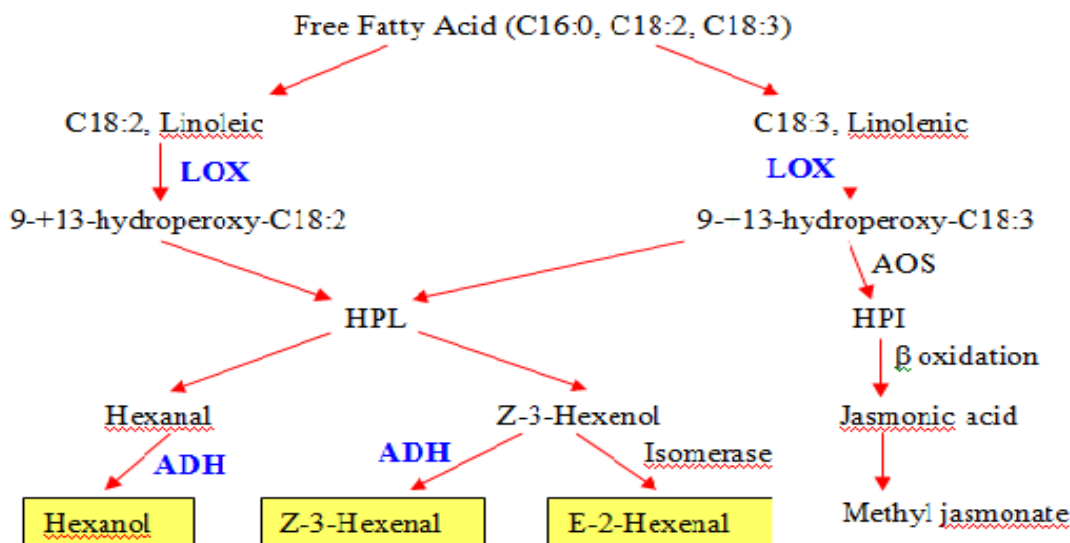 Free Fatty Acid (C16:0, C18:2, C18:3)
C18:2, Linoleic
C18:3, Linolenic
LOX
LOX
9-+13-hydroperoxy-C18:2
9-+13-hydroperoxy-C18:3
AOS
HPL
HPI
β oxidation
Hexanal
Z-3-Hexenol
Jasmonic acid
ADH
ADH
Isomerase
Hexanol
Z-3-Hexenal
E-2-Hexenal
Methyl jasmonate